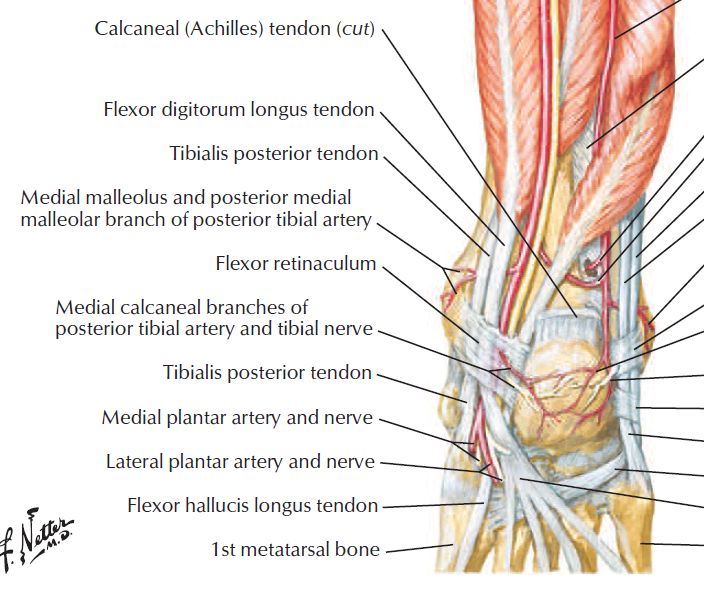 Calcaneal (Achilles) tendon (cut)
Flexor digitorum longus tendon
Tibialis posterior tendon
Medial malleolus and posterior medial
malleolar branch of posterior tibial artery
Flexor retinaculum
Medial calcaneal branches of
posterior tibial artery and tibial nerve
Tibialis posterior tendon
Medial plantar artery and nerve
Lateral plantar artery and nerve
Flexor hallucis longus tendon
1st metatarsal bone
F. Netter
M.D.